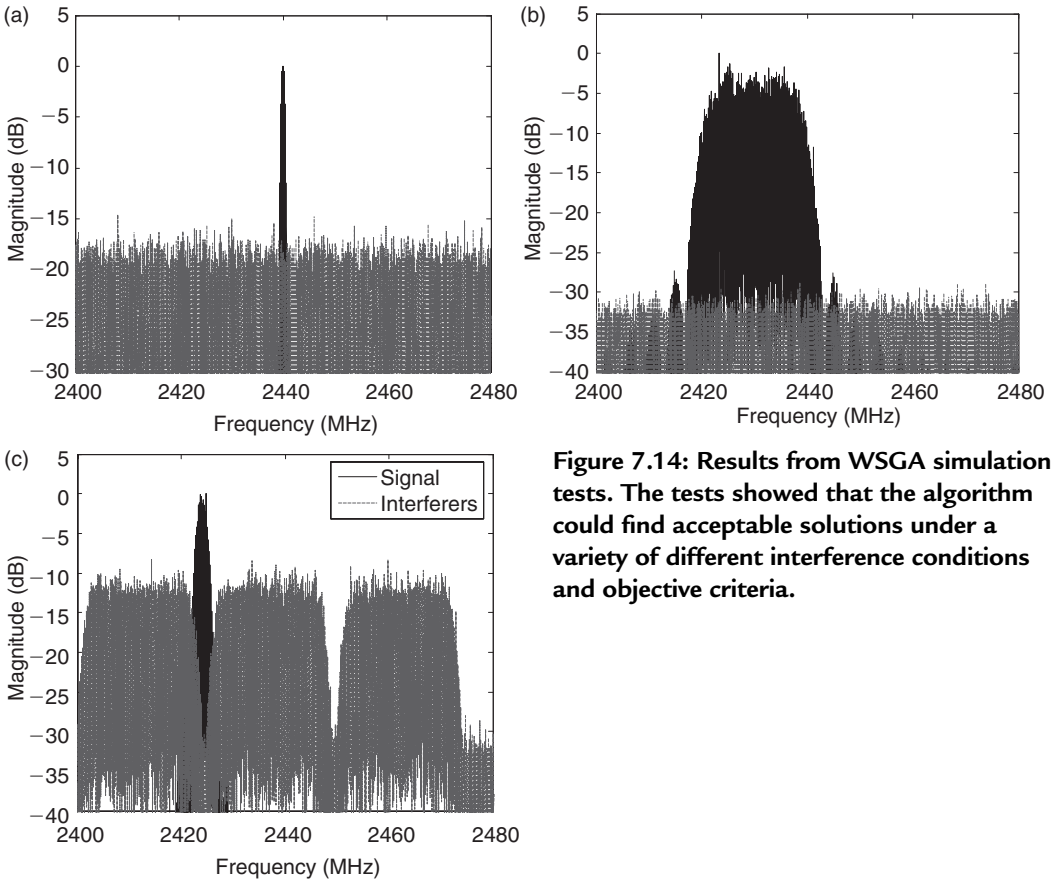 (a)
5
0
−5
−10
−15
−20
−25
−30
Magnitude (dB)
2400 2420 2440 2460 2480
Frequency (MHz)
(b)
5
0
−5
−10
−15
−20
−25
−30
−35
−40
Magnitude (dB)
2400 2420 2440 2460 2480
Frequency (MHz)
(c)
5
0
−5
−10
−15
−20
−25
−30
−35
−40
Magnitude (dB)
Signal
Interferers
2400 2420 2440 2460 2480
Frequency (MHz)
Figure 7.14: Results from WSGA simulation
tests. The tests showed that the algorithm
could find acceptable solutions under a
variety of different interference conditions
and objective criteria.